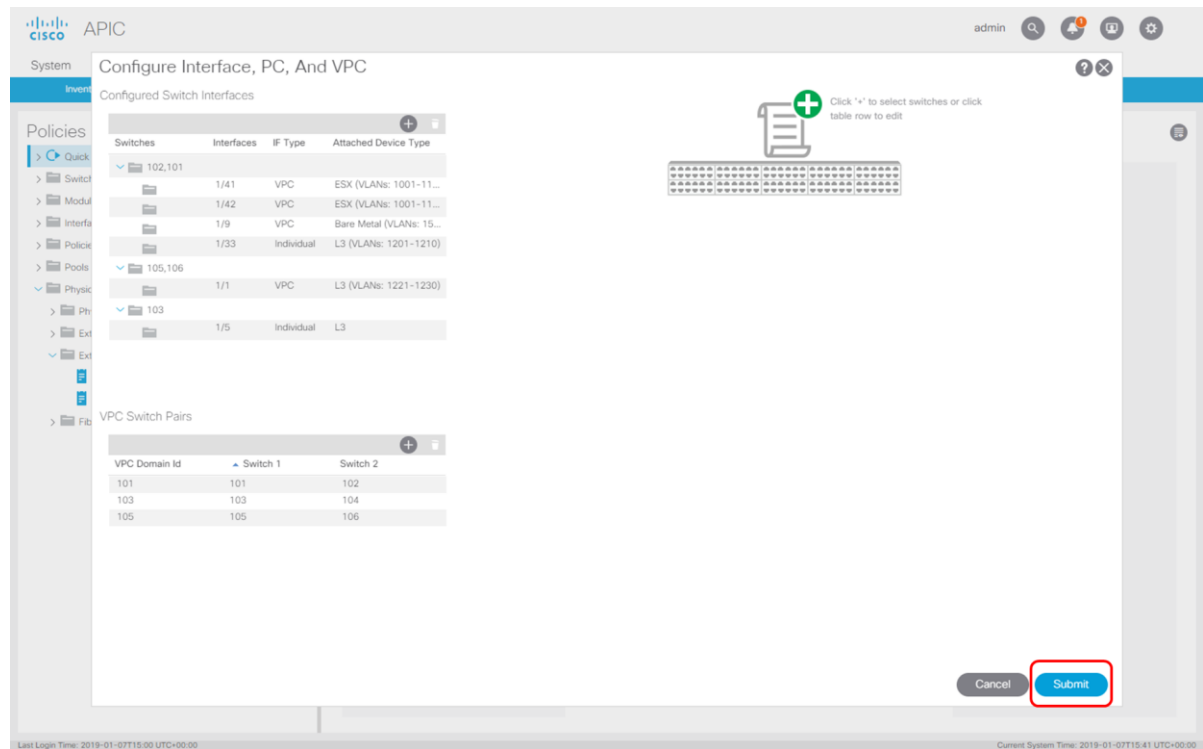 cisco APIC
admin
1
System
Configure Interface, PC, And VPC
Invent
Configured Switch Interfaces
Click '+' to select switches or click
table row to edit
Policies
Quick
Switch
Modul
Interfa
Policie
Pools
Physic
Ph
Ext
Ext
Fib
Switches Interfaces IF Type Attached Device Type
102,101
1/41 VPC ESX (VLANs: 1001-11...
1/42 VPC ESX (VLANs: 1001-11...
1/9 VPC Bare Metal (VLANs: 15...
1/33 Individual L3 (VLANs: 1201-1210)
105,106
1/1 VPC L3 (VLANs: 1221-1230)
103
1/5 Individual L3
VPC Switch Pairs
VPC Domain Id Switch 1 Switch 2
101 101 102
103 103 104
105 105 106
Cancel Submit
Last Login Time: 2019-01-07T15:00 UTC+00:00
Current System Time: 2019-01-07T15:41 UTC+00:00